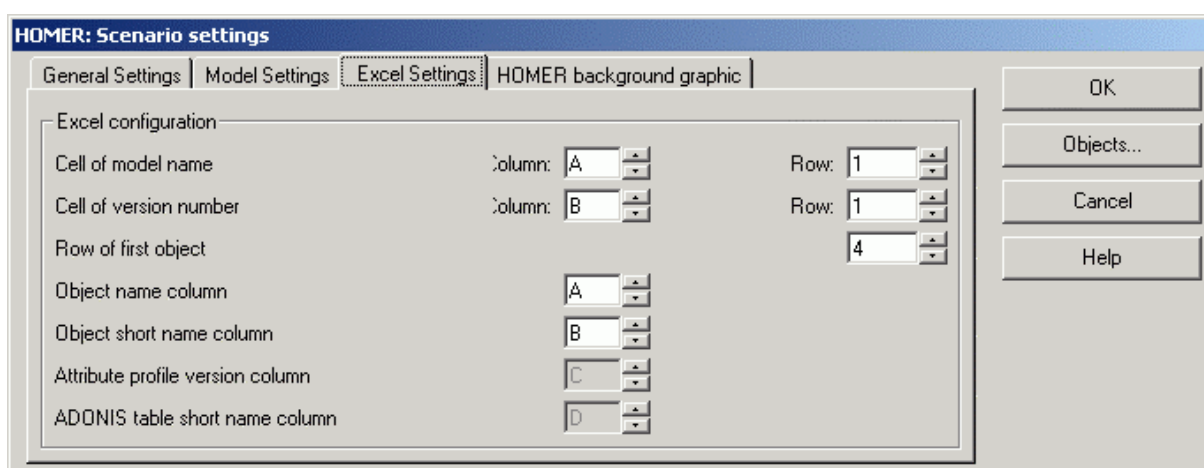 HOMER: Scenario settings
General Settings Model Settings Excel Settings HOMER background graphic
OK
Objects...
Cancel
Help
Excel configuration
Cell of model name Column: A Row: 1
Cell of version number Column: B Row: 1
Row of first object 4
Object name column A
Object short name column B
Attribute profile version column C
ADONIS table short name column D